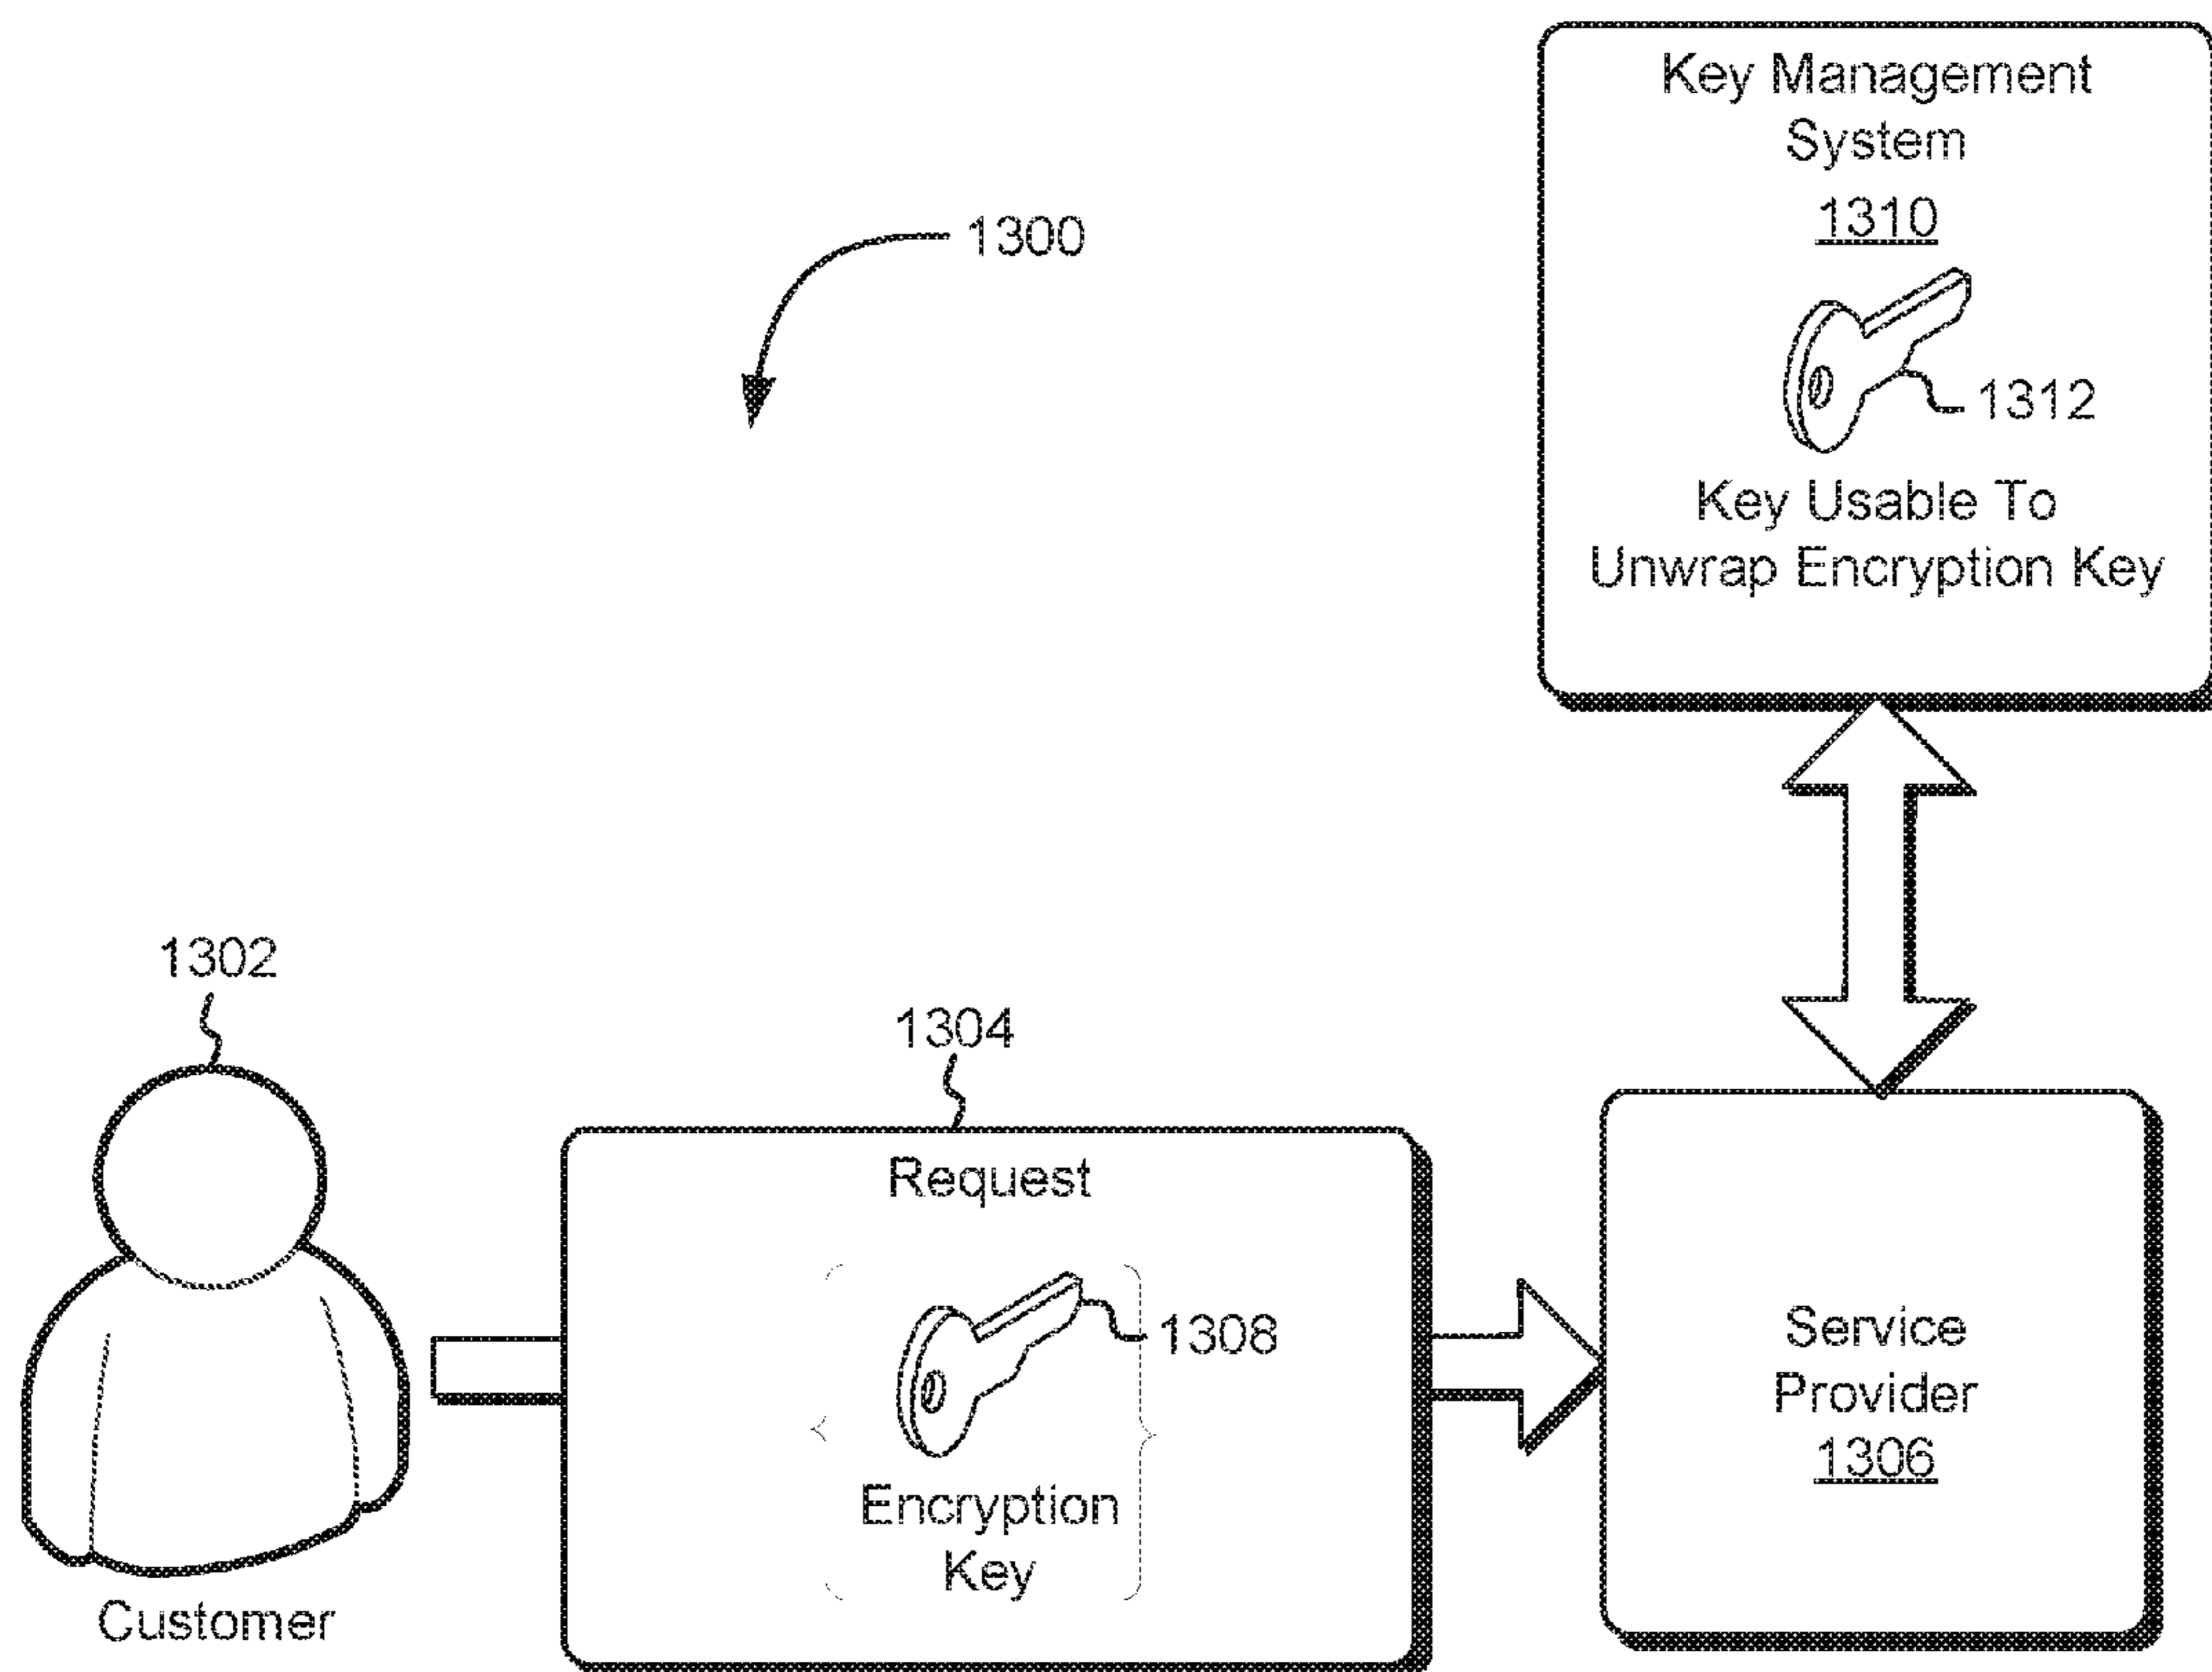 Key Management
System
1310
1312
Key Usable To
Unwrap Encryption Key
1300
1302
Customer
1304
Request
1308
Encryption
Key
Service
Provider
1306